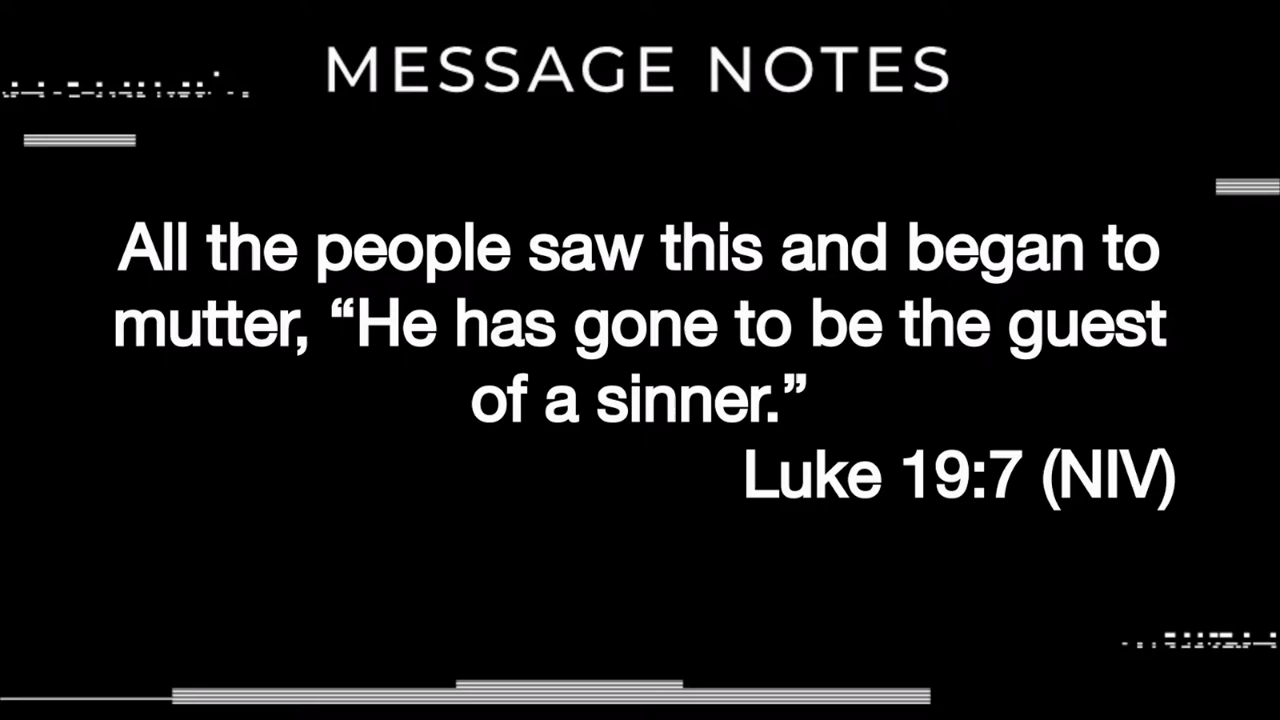 MESSAGE NOTES
All the people saw this and began to
mutter, “He has gone to be the guest
of a sinner.”
Luke 19:7 (NIV)